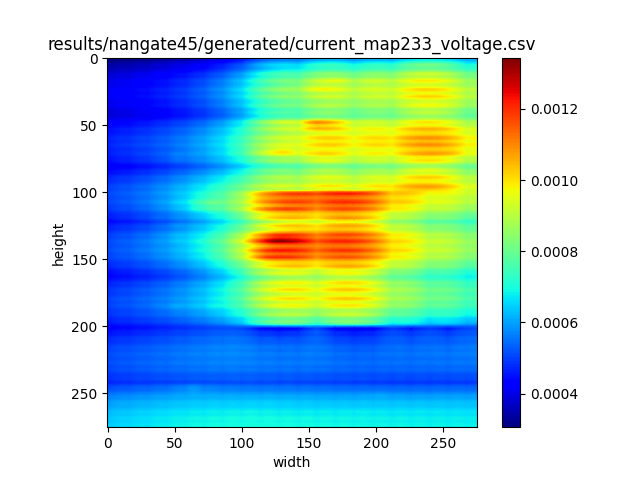 results/nangate45/generated/current_map233_voltage.csv
0
50
100
150
200
250
height
0 50 100 150 200 250
width
0.0012
0.0010
0.0008
0.0006
0.0004